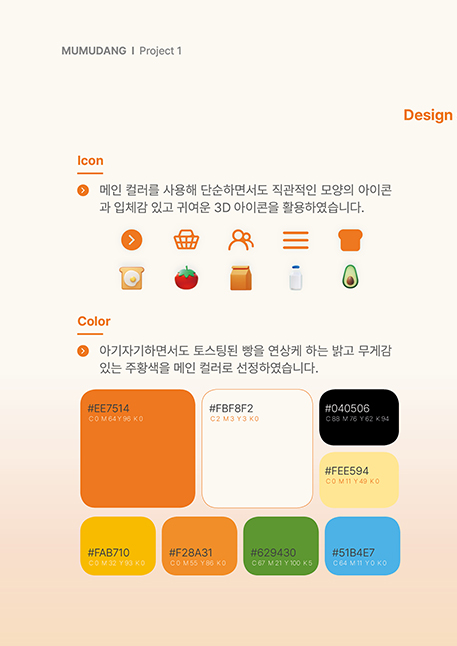 MUMUDANG I Project 1
Design
Icon
메인 컬러를 사용해 단순하면서도 직관적인 모양의 아이콘
과 입체감 있고 귀여운 3D 아이콘을 활용하였습니다.
Color
아기자기하면서도 토스팅된 빵을 연상케 하는 밝고 무게감
있는 주황색을 메인 컬러로 선정하였습니다.
#EE7514
C 0 M 64 Y 96 K 0
#FBF8F2
C 2 M 3 Y 3 K 0
#040506
C 88 M 76 Y 62 K 94
#FEE594
C 0 M 11 Y 49 K 0
#FAB710
C 0 M 32 Y 93 K 0
#F28A31
C 0 M 55 Y 86 K 0
#629430
C 67 M 21 Y 100 K 5
#51B4E7
C 64 M 11 Y 0 K 0